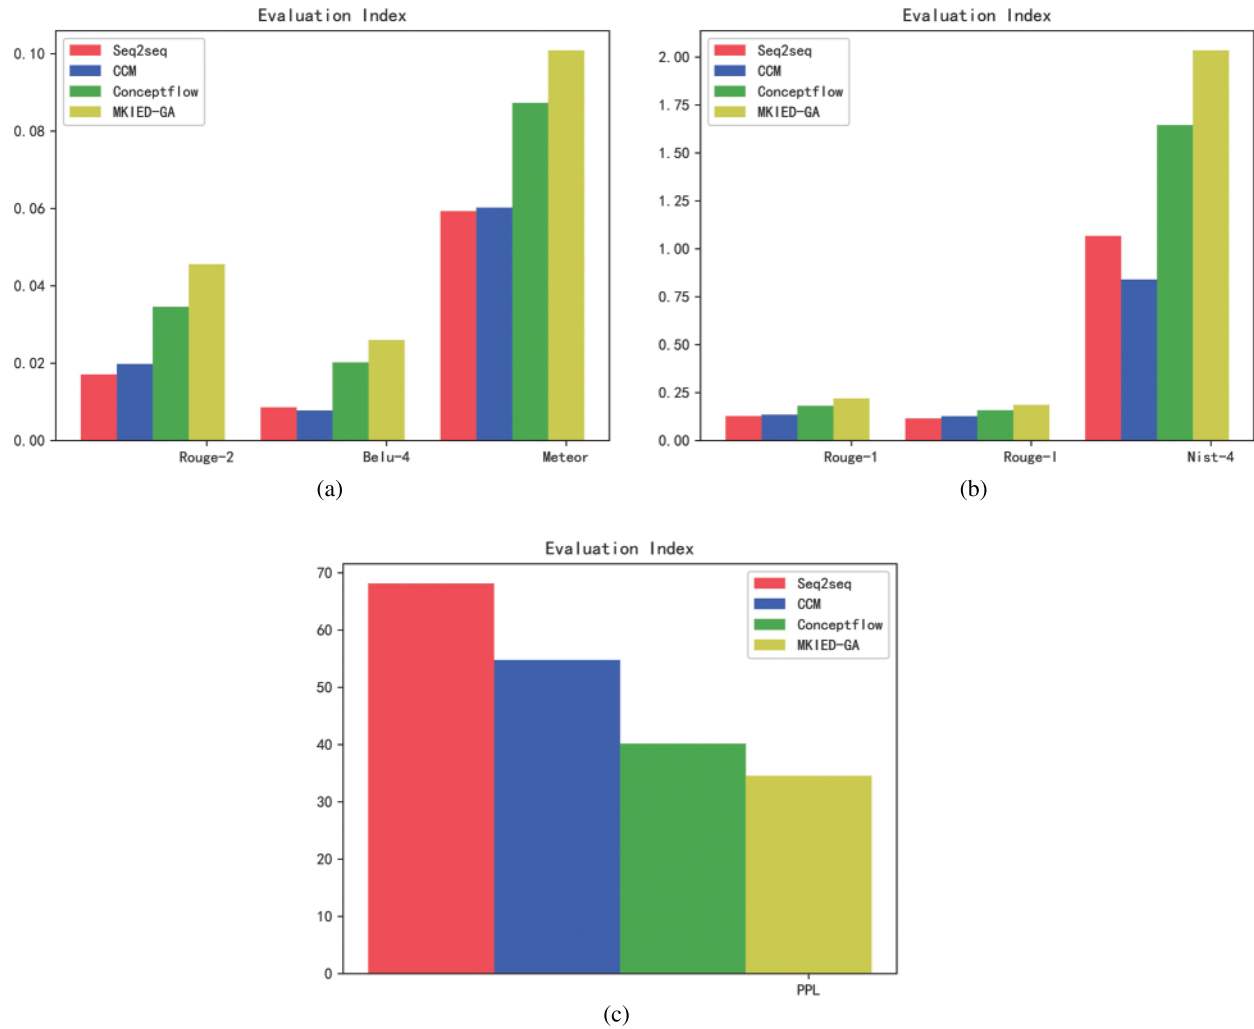 Evaluation Index
Seq2seq
CCM
Conceptflow
MKIED-GA
0.10
0.08
0.06
0.04
0.02
0.00
Rouge-2 Belu-4 Meteor
(a)
Evaluation Index
Seq2seq
CCM
Conceptflow
MKIED-GA
2.00
1.75
1.50
1.25
1.00
0.75
0.50
0.25
0.00
Rouge-1 Rouge-l Nist-4
(b)
Evaluation Index
Seq2seq
CCM
Conceptflow
MKIED-GA
70
60
50
40
30
20
10
0
PPL
(c)